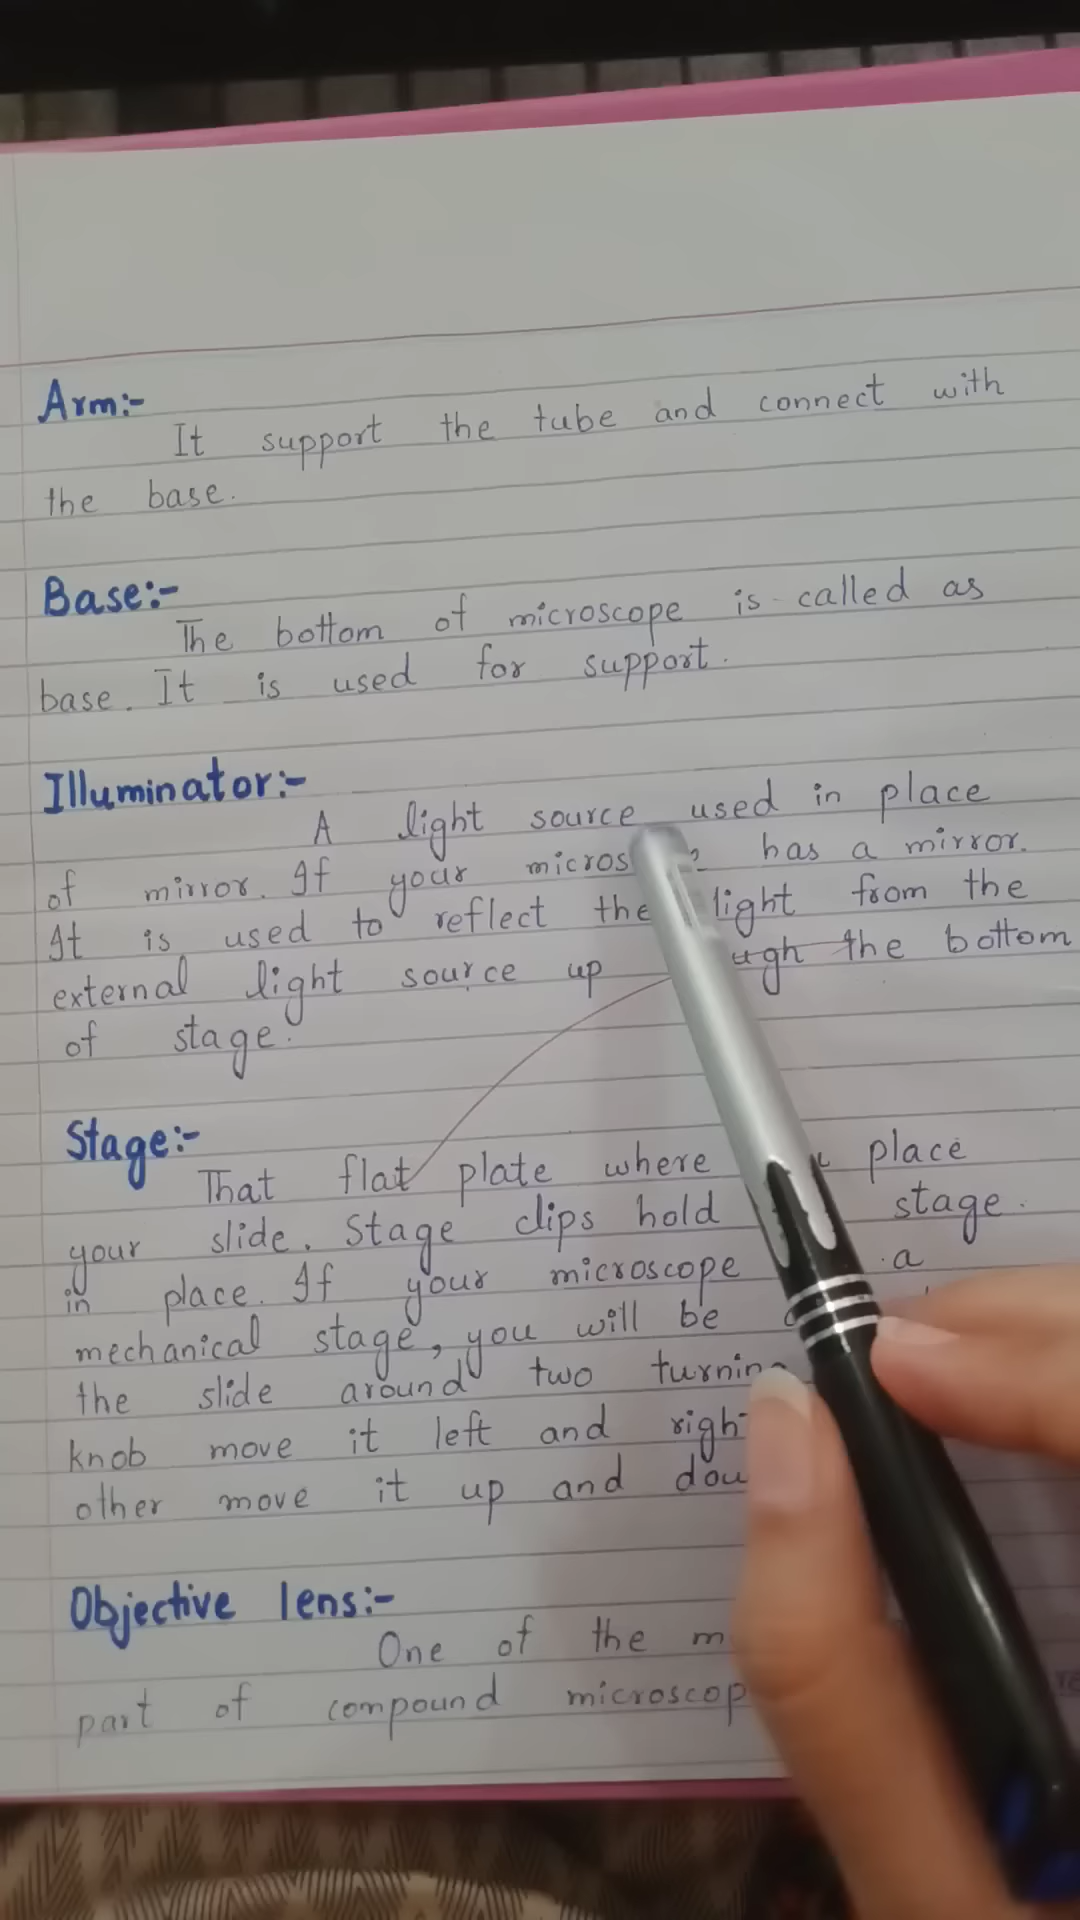 Arm:-
It support the tube and connect with
the base.
Base:-
The bottom of microscope is called as
base. It is used for support.
Illuminator:-
A light source used in place
of mirror. If your has a mirror.
It is used to reflect the light from the
external light source up the bottom
of stage.
Stage:-
That flat plate where place
your slide. Stage clips hold stage.
in place. If your microscope a
mechanical stage, you will be
the slide around two
knob move it left and
other move it up and
Objective lens:-
One of the
part of compound